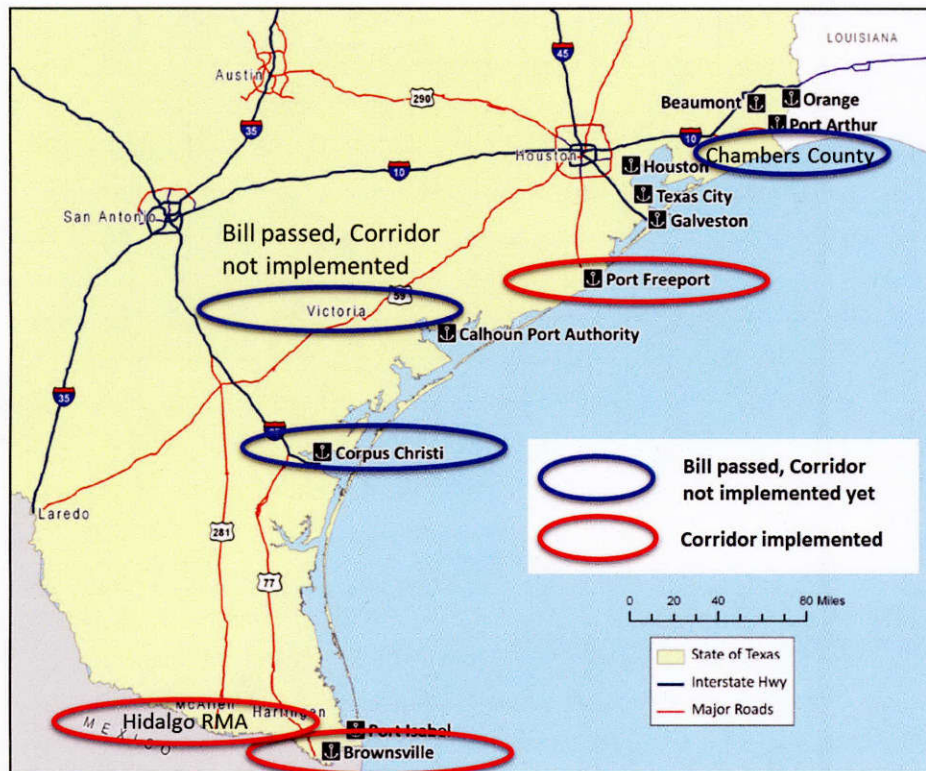 LOUISIANA
45
Austin
290
Beaumont
Orange
Port Arthur
35
10
Houston
Chambers County
10
Houston
Texas City
San Antonio
Galveston
Bill passed, Corridor
not implemented
Port Freeport
59
Victoria
Calhoun Port Authority
35
Corpus Christi
Bill passed, Corridor
not implemented yet
Laredo
281
Corridor implemented
77
0 20 40 80 Miles
State of Texas
Interstate Hwy
Major Roads
McAllen
Harlingen
Hidalgo RMA
MEXICO
Port Isabel
Brownsville